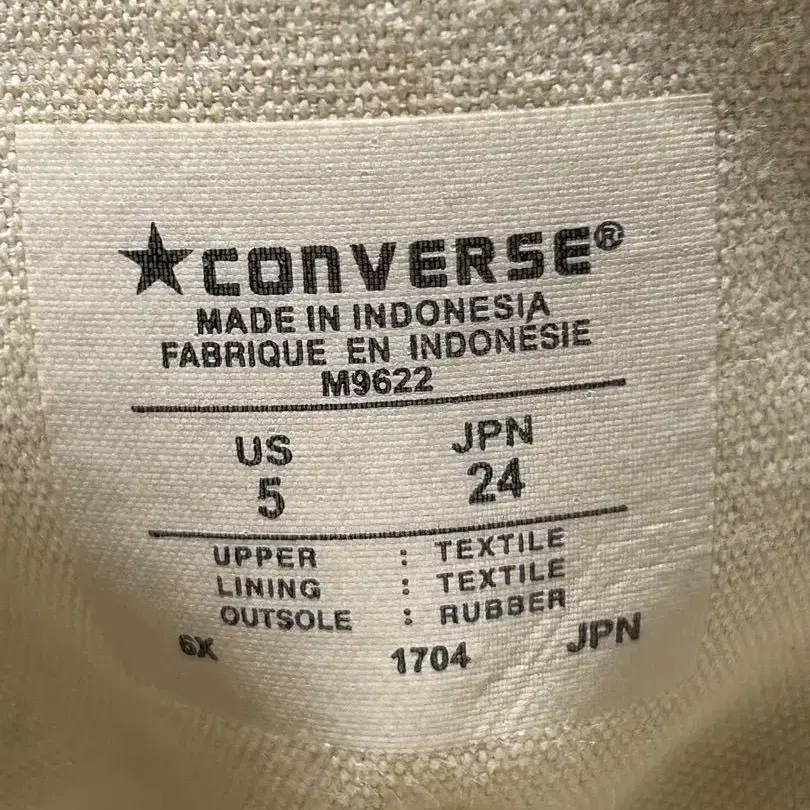 ★CONVERSE®
MADE IN INDONESIA
FABRIQUE EN INDONÉSIE
M9622
US JPN
5 24
UPPER : TEXTILE
LINING : TEXTILE
OUTSOLE : RUBBER
6X 1704 JPN